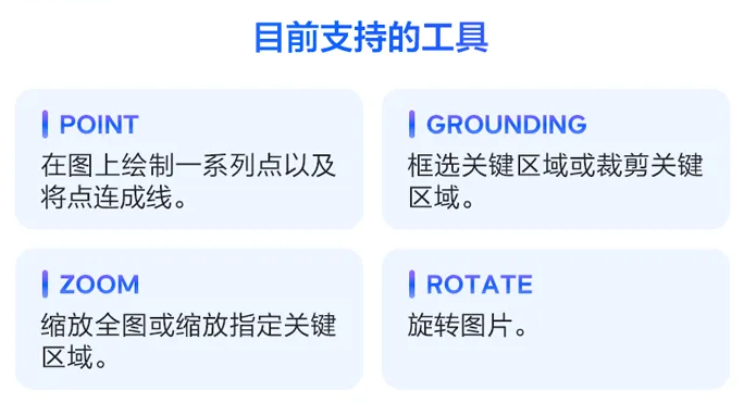 目前支持的工具
POINT
在图上绘制一系列点以及
将点连成线。
GROUNDING
框选关键区域或裁剪关键
区域。
ZOOM
缩放全图或缩放指定关键
区域。
ROTATE
旋转图片。